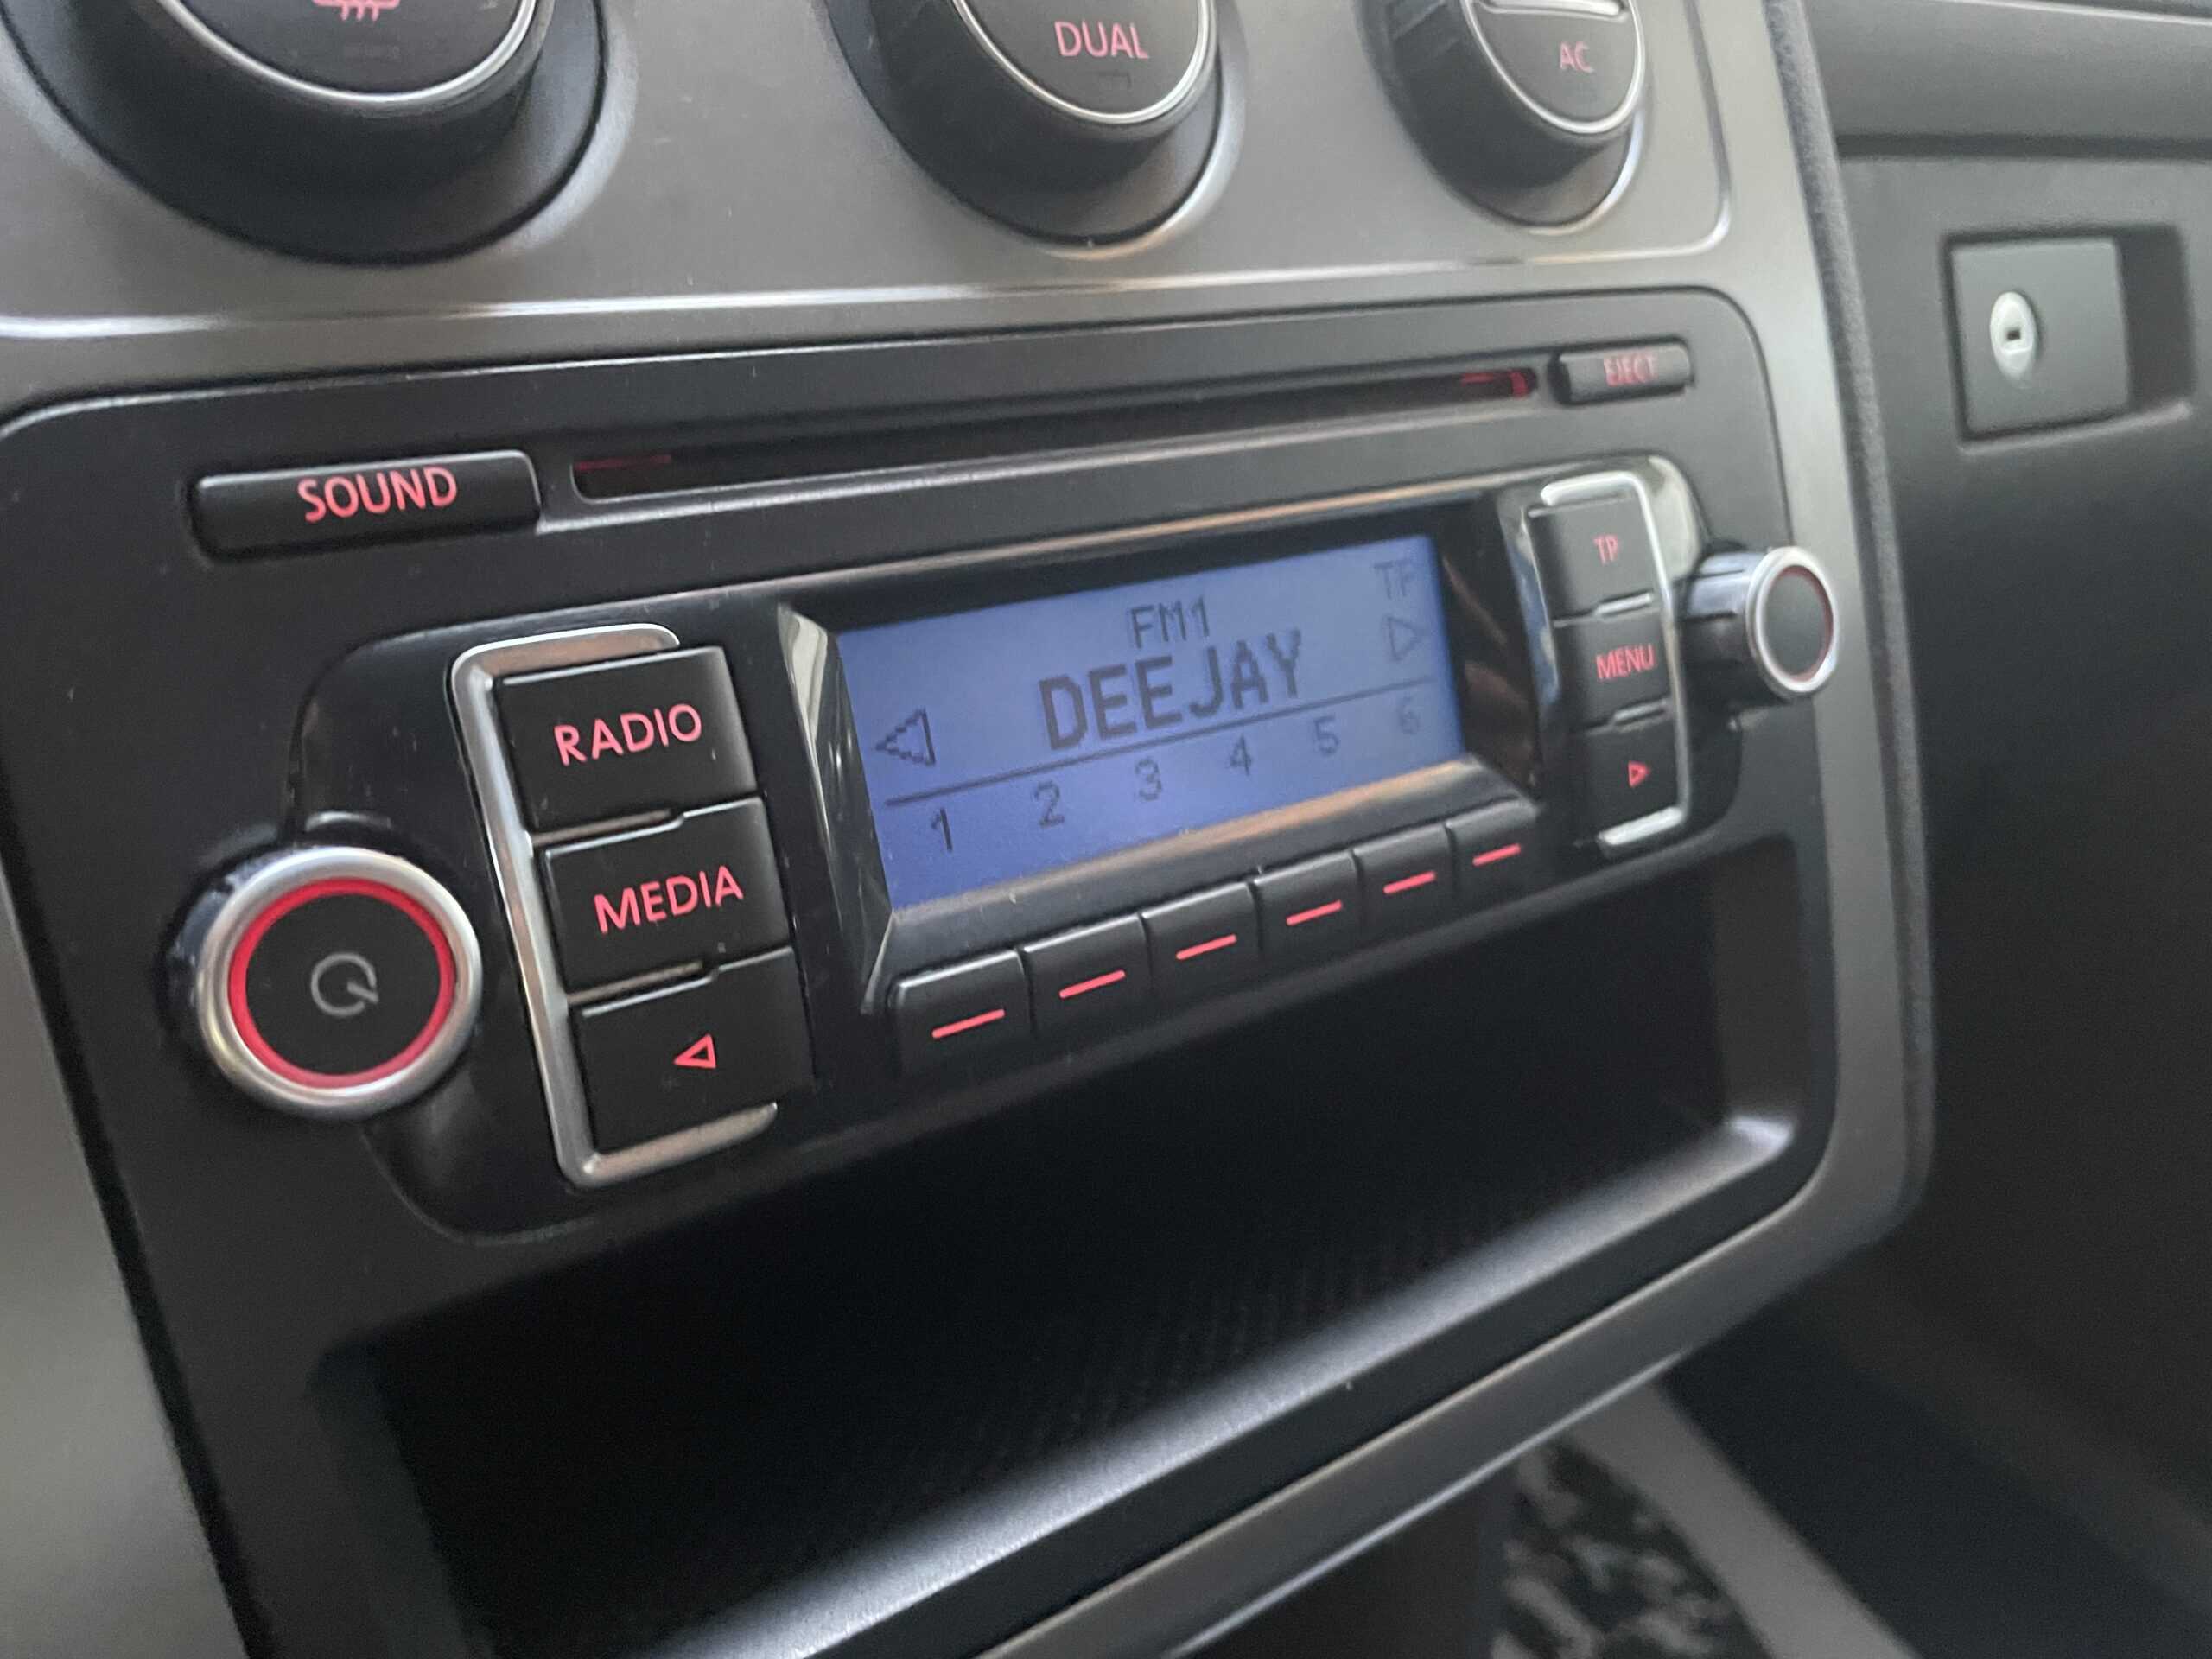 DUAL
AC
EJECT
SOUND
TP
FM1
TP
DEEJAY
RADIO
MENU
1 2 3 4 5 6
MEDIA